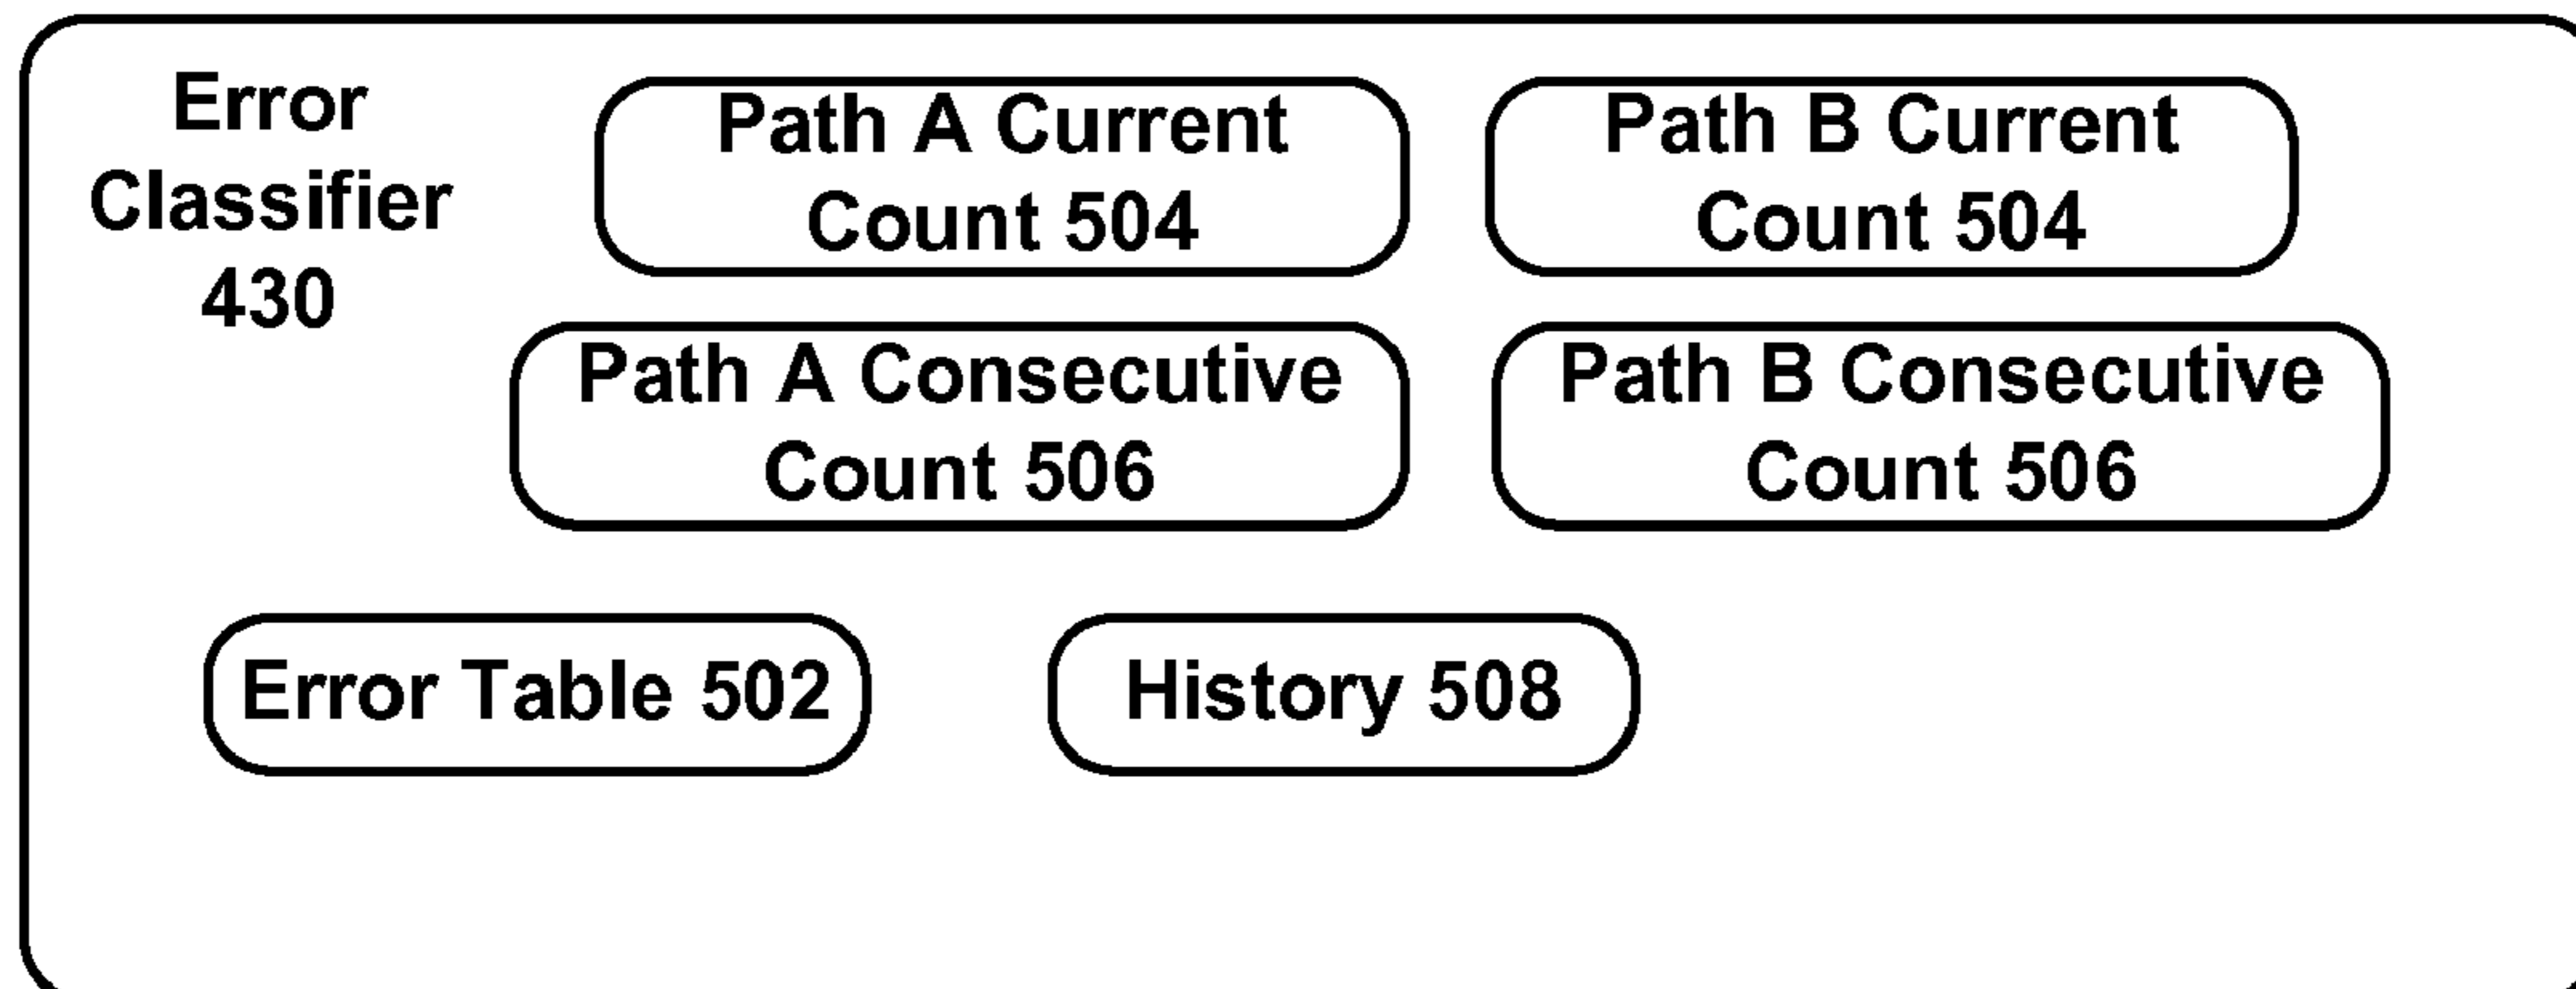 Error
Classifier
430
Path A Current
Count 504
Path B Current
Count 504
Path A Consecutive
Count 506
Path B Consecutive
Count 506
Error Table 502
History 508